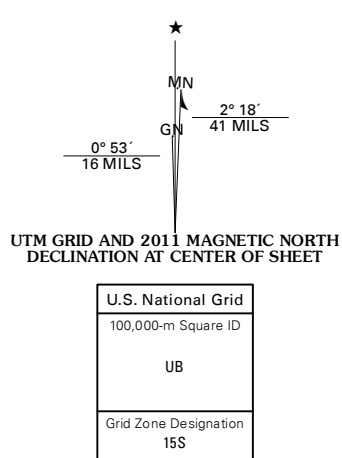 ★
MN
2° 18´
41 MILS
GN
0° 53´
16 MILS
UTM GRID AND 2011 MAGNETIC NORTH
DECLINATION AT CENTER OF SHEET
U.S. National Grid
100,000-m Square ID
UB
Grid Zone Designation
15S